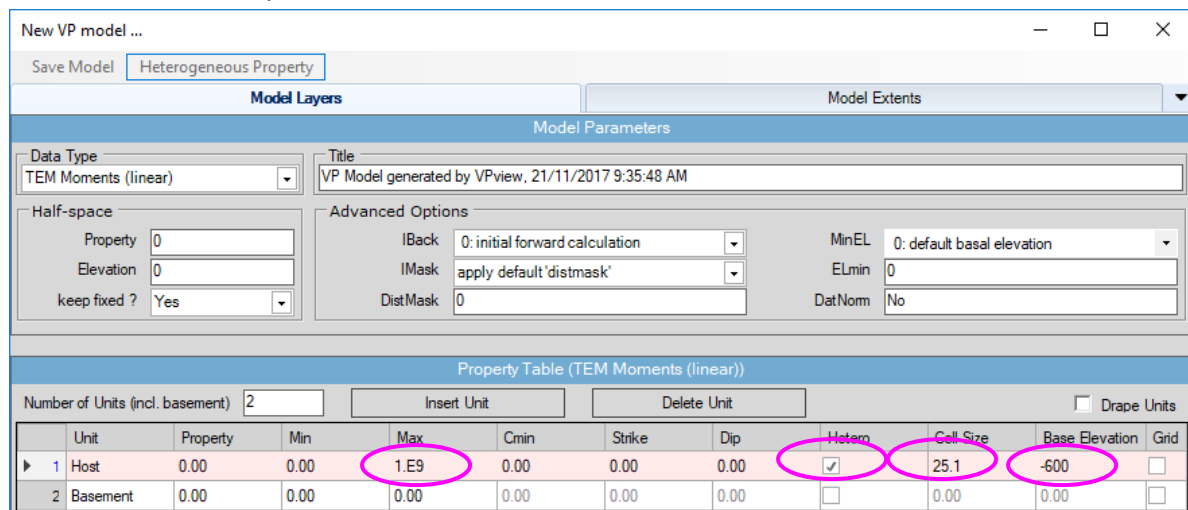 New VP model ...
Save Model Heterogeneous Property
Model Layers Model Extents
Model Parameters
Data Type Title
TEM Moments (linear) VP Model generated by VPview, 21/11/2017 9:35:48 AM
Half-space Advanced Options
Property 0 IBack 0: initial forward calculation MinEL 0: default basal elevation
Elevation 0 IMask apply default 'distmask' ELmin 0
keep fixed ? Yes DistMask 0 DatNorm No
Property Table (TEM Moments (linear))
Number of Units (incl. basement) 2 Insert Unit Delete Unit Drape Units
Unit Property Min Max Cmin Strike Dip Hetero Cell Size Base Elevation Grid
1 Host 0.00 0.00 1.E9 0.00 0.00 0.00 25.1 -600
2 Basement 0.00 0.00 0.00 0.00 0.00 0.00 0.00 0.00